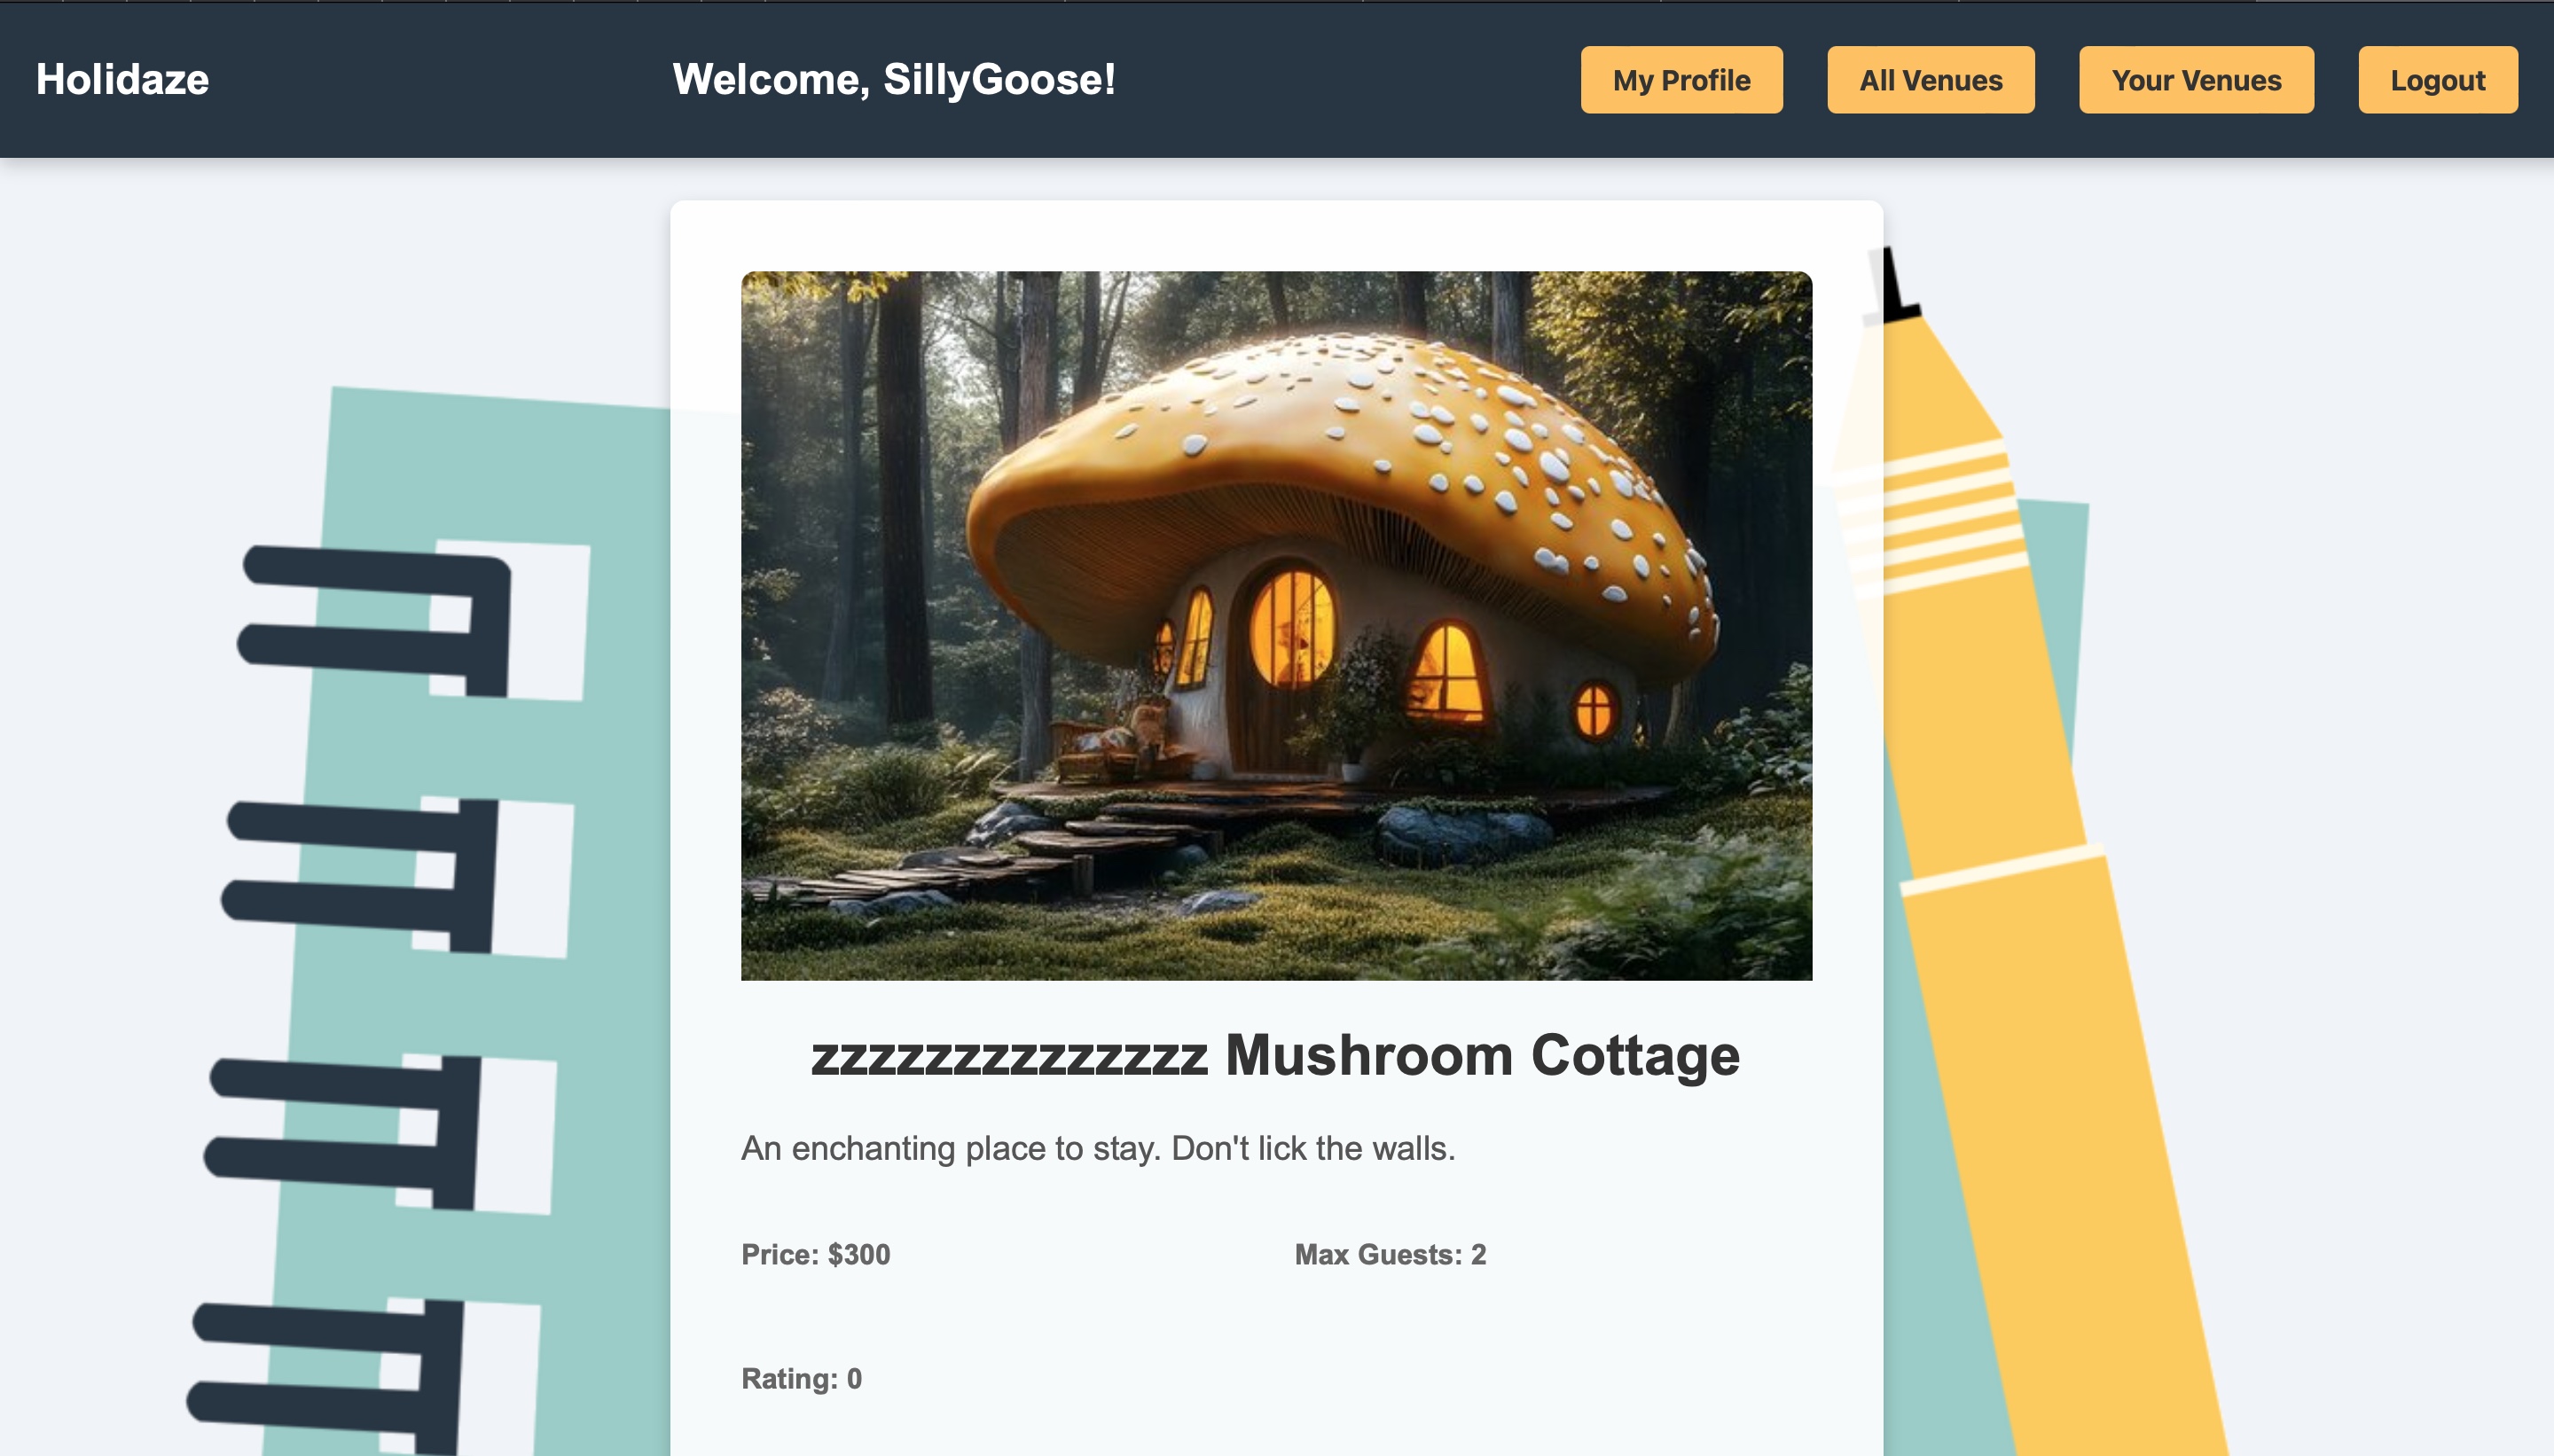 Holidaze
Welcome, SillyGoose!
My Profile
All Venues
Your Venues
Logout
zzzzzzzzzzzzzz Mushroom Cottage
An enchanting place to stay. Don't lick the walls.
Price: $300
Max Guests: 2
Rating: 0